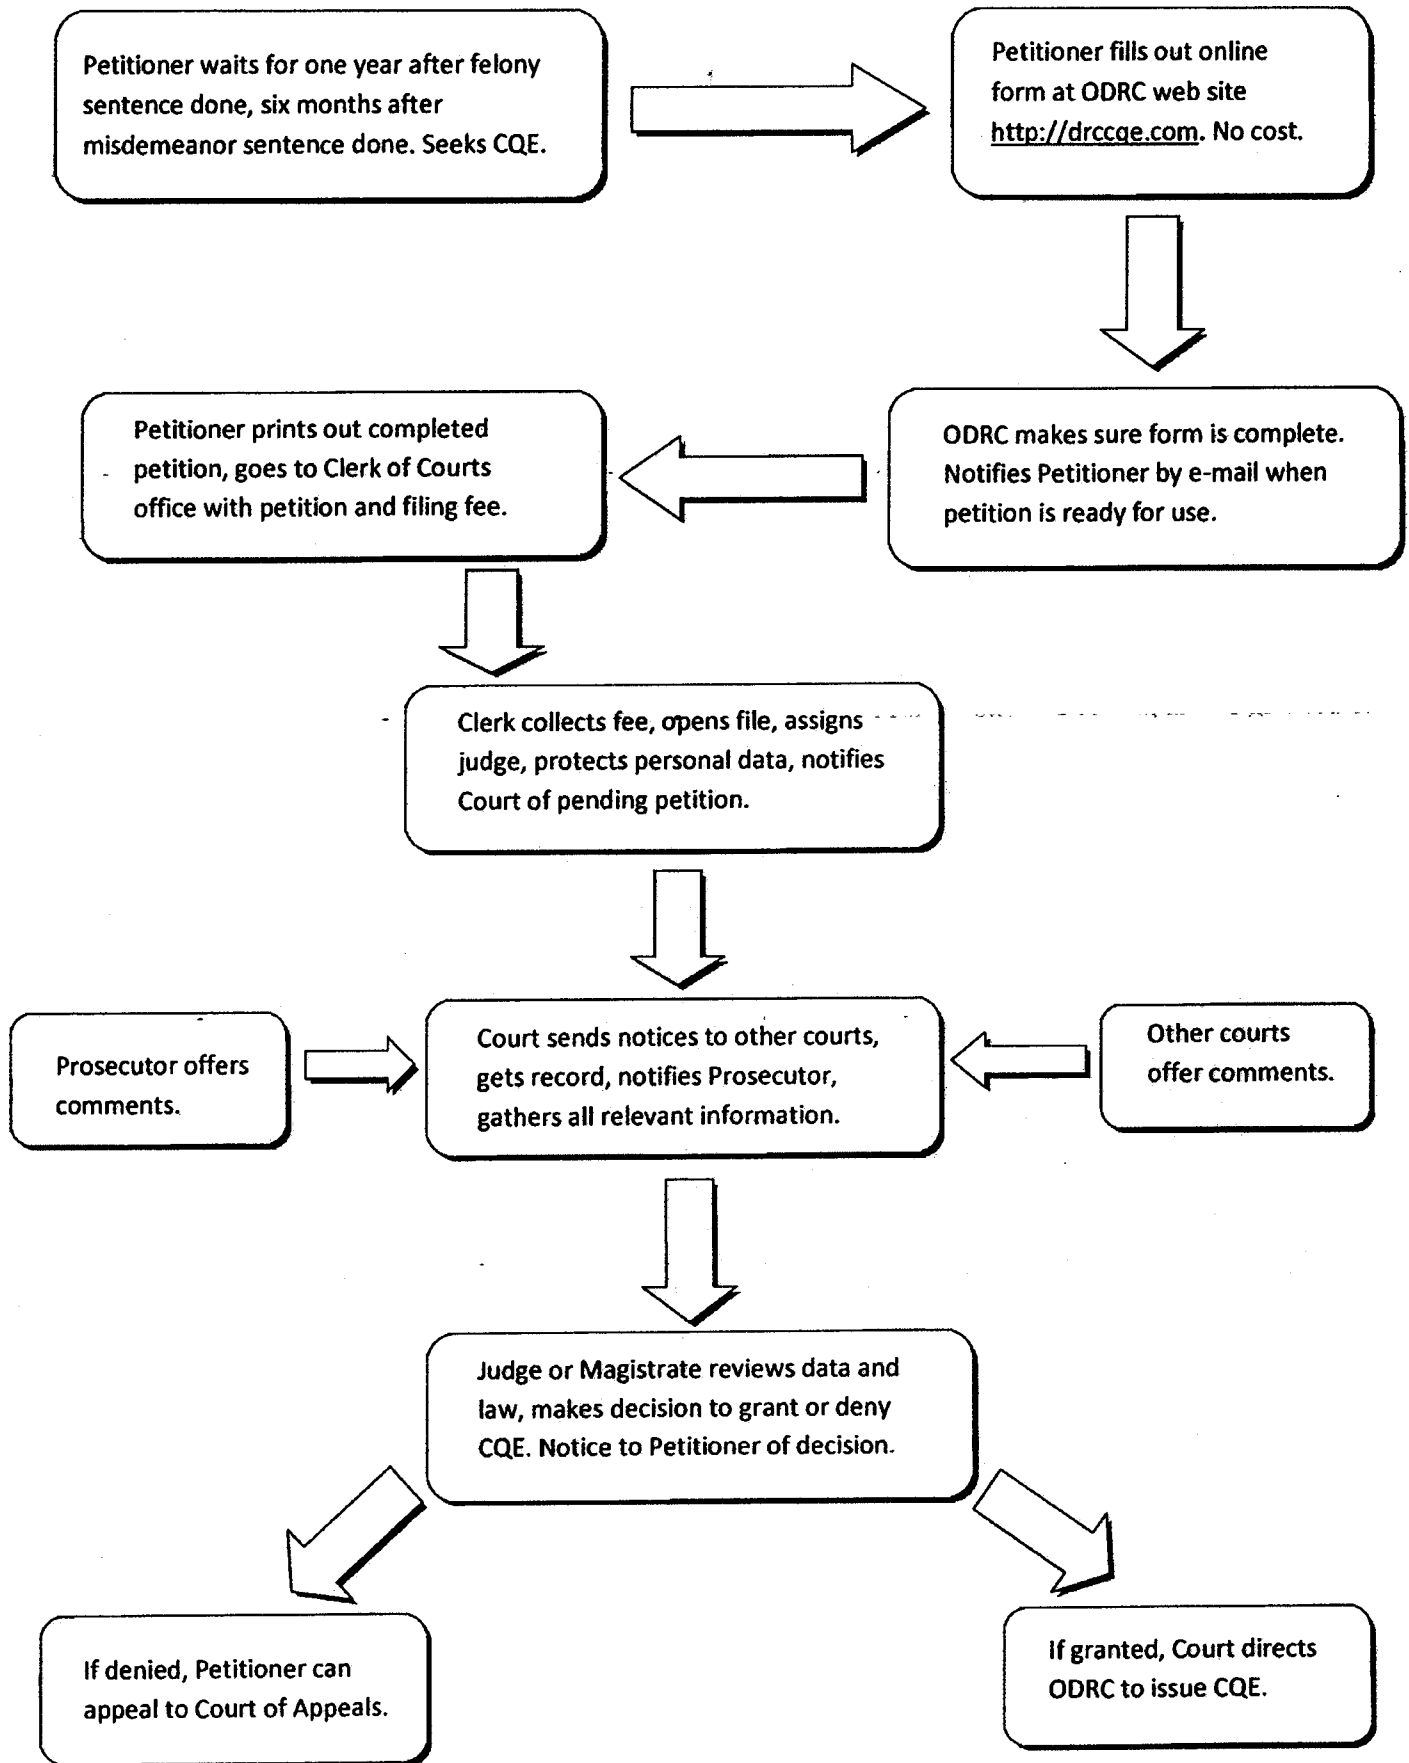 Petitioner waits for one year after felony
sentence done, six months after
misdemeanor sentence done. Seeks CQE.
Petitioner fills out online
form at ODRC web site
http://drccqe.com. No cost.
ODRC makes sure form is complete.
Notifies Petitioner by e-mail when
petition is ready for use.
Petitioner prints out completed
petition, goes to Clerk of Courts
office with petition and filing fee.
Clerk collects fee, opens file, assigns
judge, protects personal data, notifies
Court of pending petition.
Prosecutor offers
comments.
Court sends notices to other courts,
gets record, notifies Prosecutor,
gathers all relevant information.
Other courts
offer comments.
Judge or Magistrate reviews data and
law, makes decision to grant or deny
CQE. Notice to Petitioner of decision.
If denied, Petitioner can
appeal to Court of Appeals.
If granted, Court directs
ODRC to issue CQE.